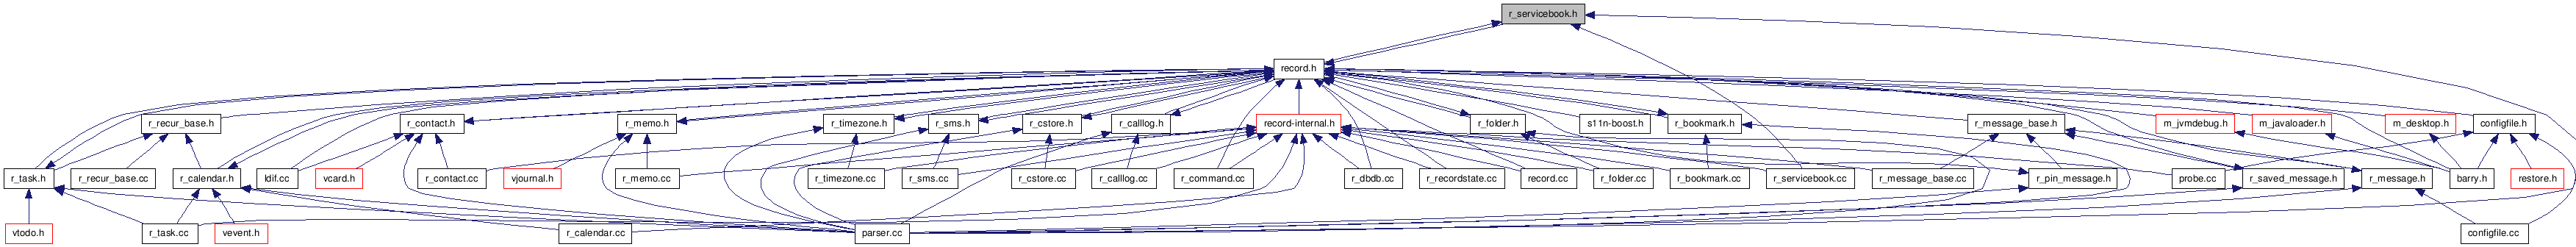 r_servicebook.h
record.h
r_recur_base.h
r_contact.h
r_memo.h
r_timezone.h
r_sms.h
r_cstore.h
r_calllog.h
record-internal.h
r_folder.h
s11n-boost.h
r_bookmark.h
r_message_base.h
m_jvmdebug.h
m_javaloader.h
m_desktop.h
configfile.h
r_task.h
r_recur_base.cc
r_calendar.h
ldif.cc
vcard.h
r_contact.cc
vjournal.h
r_memo.cc
r_timezone.cc
r_sms.cc
r_cstore.cc
r_calllog.cc
r_command.cc
r_dbdb.cc
r_recordstate.cc
record.cc
r_folder.cc
r_bookmark.cc
r_servicebook.cc
r_message_base.cc
r_pin_message.h
probe.cc
r_saved_message.h
r_message.h
barry.h
restore.h
vtodo.h
r_task.cc
vevent.h
r_calendar.cc
parser.cc
configfile.cc